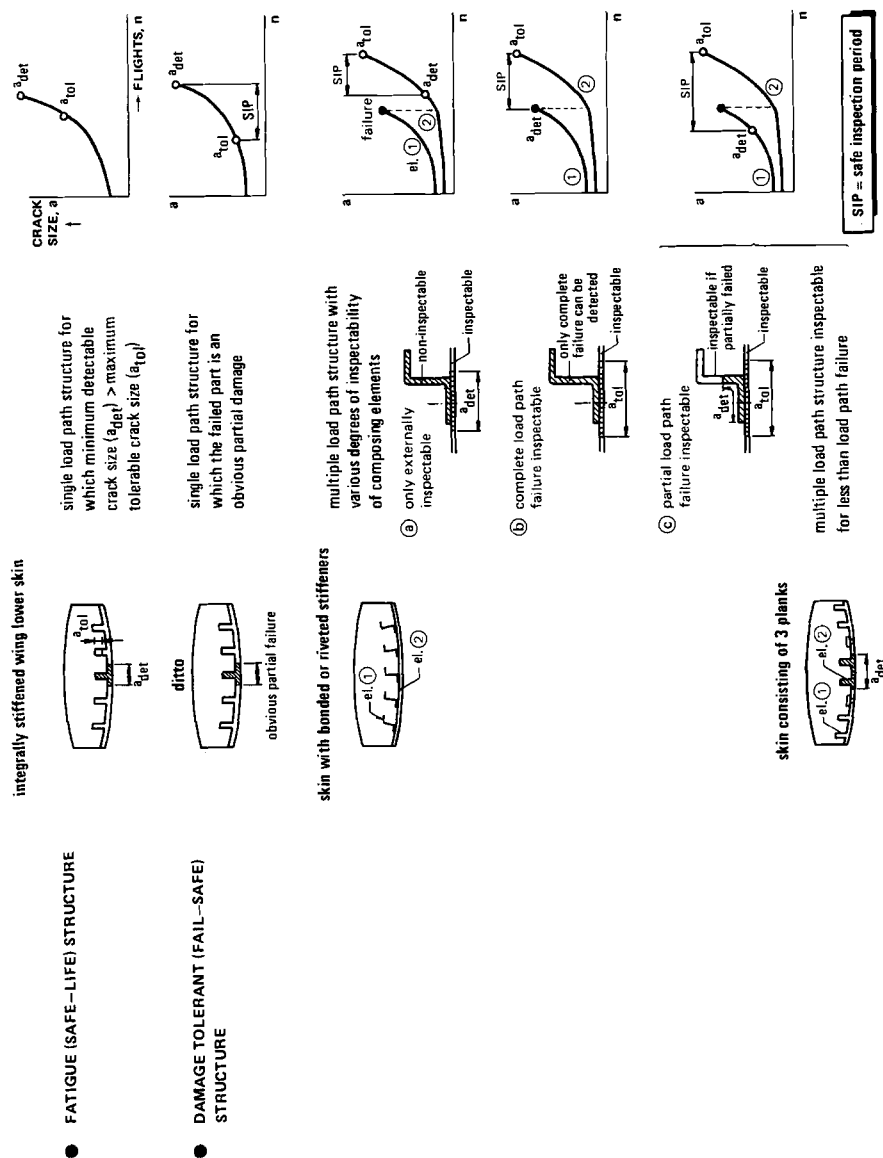 ● FATIGUE (SAFE–LIFE) STRUCTURE
integrally stiffened wing lower skin
a_tol
a_det
single load path structure for
which minimum detectable
crack size (a_det) > maximum
tolerable crack size (a_tol)
CRACK
SIZE, a
a_det
a_tol
FLIGHTS, n
● DAMAGE TOLERANT (FAIL–SAFE)
STRUCTURE
ditto
obvious partial failure
single load path structure for
which the failed part is an
obvious partial damage
a
a_tol
a_det
SIP
n
skin with bonded or riveted stiffeners
el. ①
el. ②
multiple load path structure with
various degrees of inspectability
of composing elements
ⓐ only externally
inspectable
non-inspectable
inspectable
a_det
a
failure
SIP
a_tol
a_det
el. ①
②
n
ⓑ complete load path
failure inspectable
only complete
failure can be
detected
inspectable
a_tol
a
SIP
a_tol
a_det
①
②
n
ⓒ partial load path
failure inspectable
inspectable if
partially failed
a_det
inspectable
a_tol
a
SIP
a_tol
a_det
①
②
n
skin consisting of 3 planks
el. ①
el. ②
a_det
multiple load path structure inspectable
for less than load path failure
SIP = safe inspection period